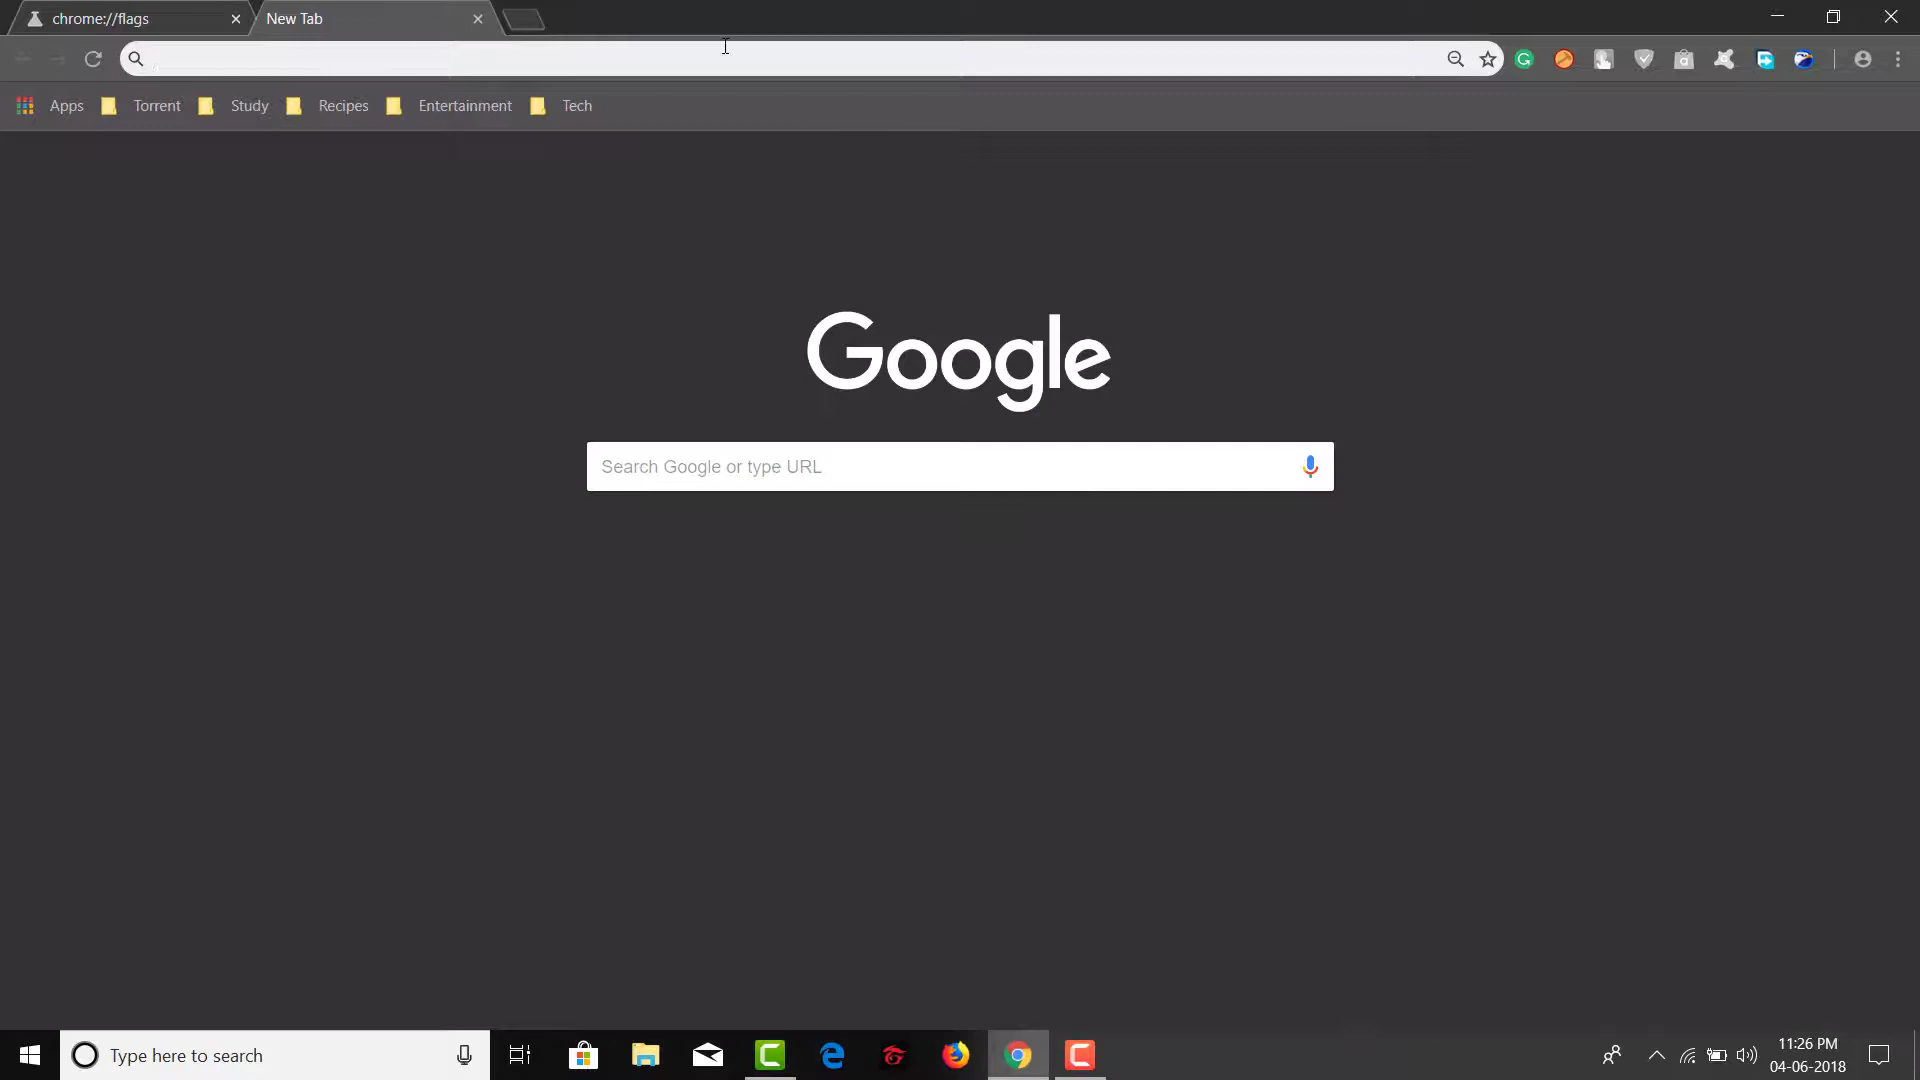 chrome://flags
New Tab
Apps
Torrent
Study
Recipes
Entertainment
Tech
Google
Search Google or type URL
Type here to search
11:26 PM
04-06-2018